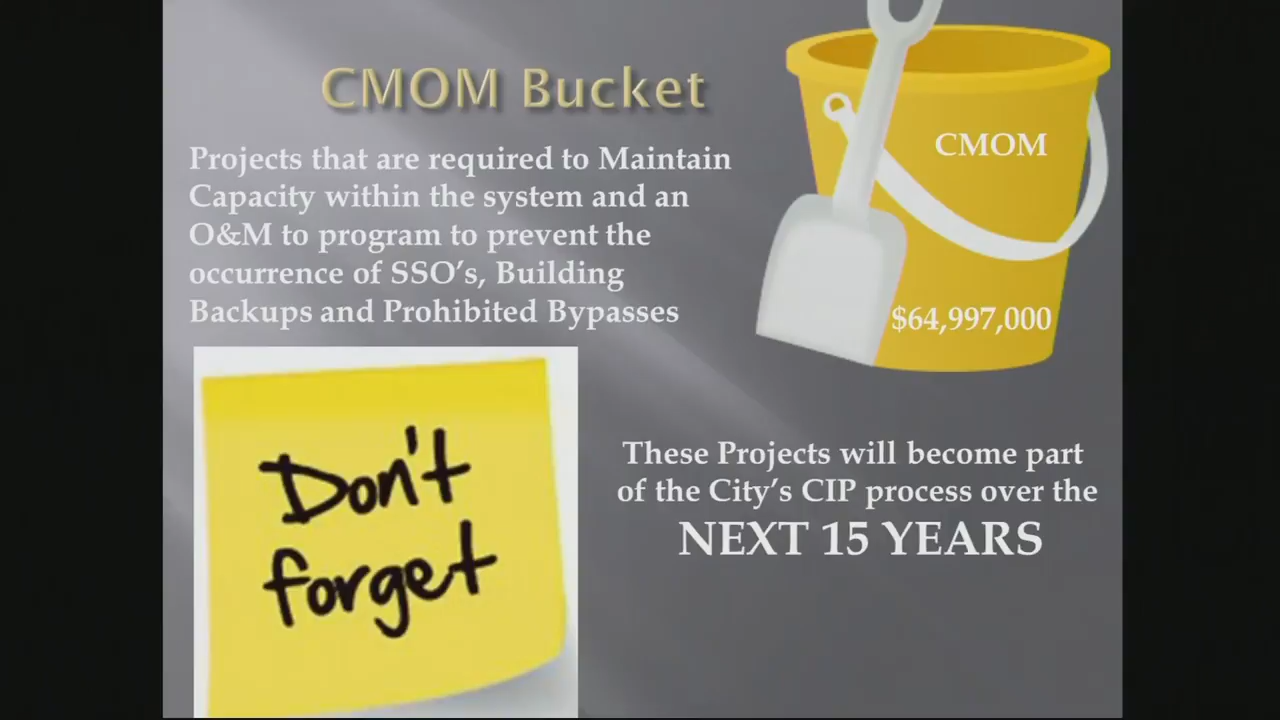 CMOM Bucket
Projects that are required to Maintain
Capacity within the system and an
O&M to program to prevent the
occurrence of SSO's, Building
Backups and Prohibited Bypasses
CMOM
$64,997,000
Don't
forget
These Projects will become part
of the City's CIP process over the
NEXT 15 YEARS